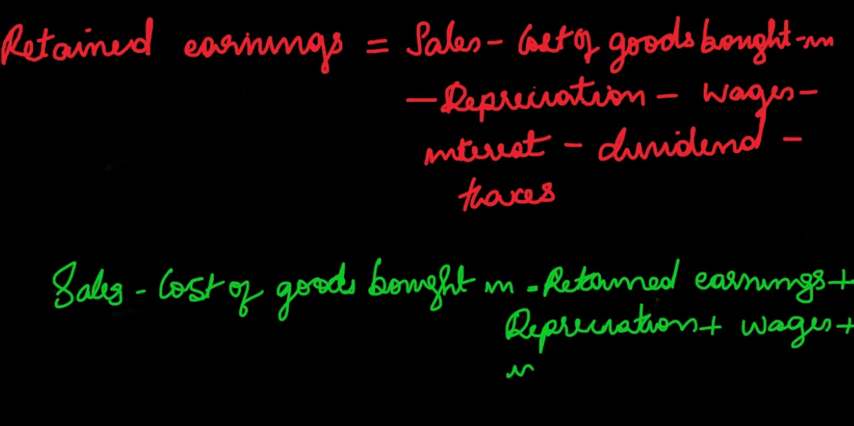 Retained earnings = Sales - Cost of goods bought-in
- Depreciation - wages -
interest - dividend -
taxes
Sales - Cost of goods bought in = Retained earnings +
Depreciation + wages +
in